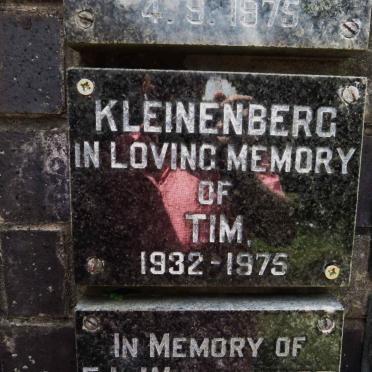 4.9.1975
KLEINENBERG
IN LOVING MEMORY
OF
TIM.
1932-1975
IN MEMORY OF